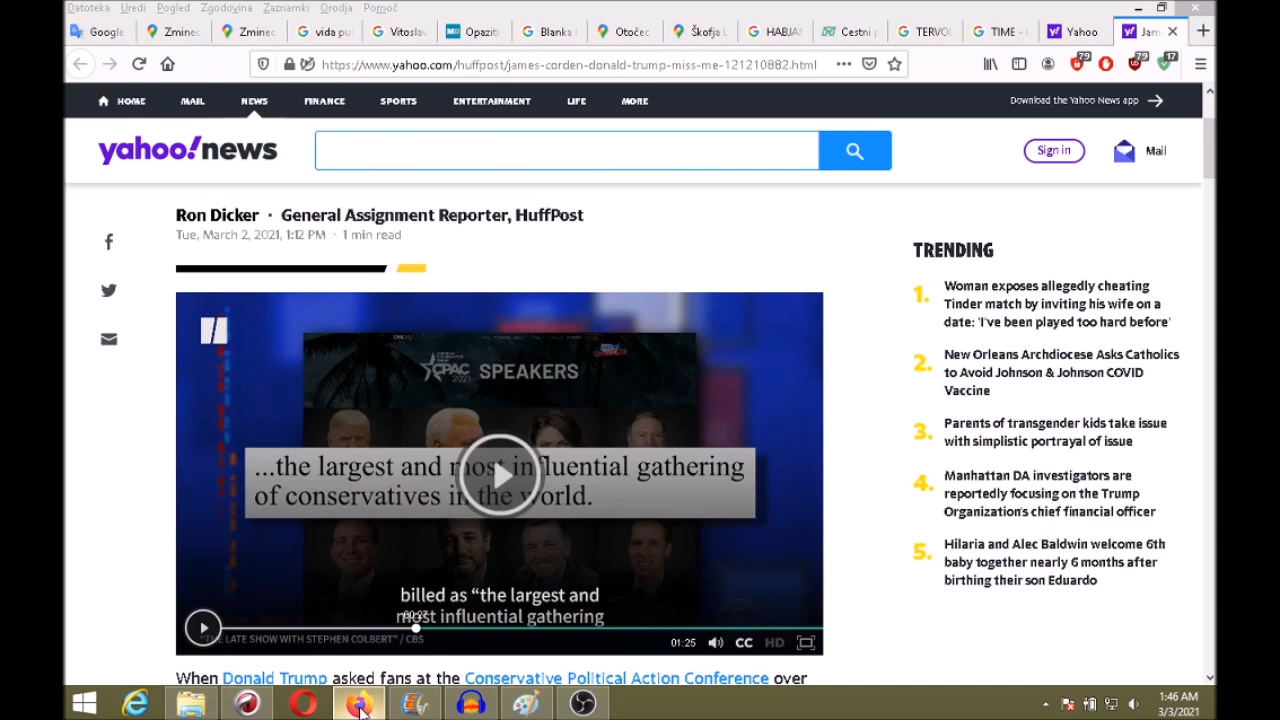 Datoteka Uredi Pogled Zgodovina Zaznamki Orodja Pomoč
Google Zminec Zminec vida pu Vitoslav Opaziti Blanka Otočec Škofja L HABJAN Cestni p TERVOL TIME - Yahoo Jam
https://www.yahoo.com/huffpost/james-corden-donald-trump-miss-me-121210882.html
79 79 17
HOME MAIL NEWS FINANCE SPORTS ENTERTAINMENT LIFE MORE Download the Yahoo News app
yahoo!news Sign in Mail
Ron Dicker · General Assignment Reporter, HuffPost
Tue, March 2, 2021, 1:12 PM · 1 min read
CPAC 2021 SPEAKERS
...the largest and most influential gathering
of conservatives in the world.
billed as “the largest and
most influential gathering
00:27
"THE LATE SHOW WITH STEPHEN COLBERT" / CBS
01:25 CC HD
When Donald Trump asked fans at the Conservative Political Action Conference over
TRENDING
1. Woman exposes allegedly cheating
Tinder match by inviting his wife on a
date: 'I've been played too hard before'
2. New Orleans Archdiocese Asks Catholics
to Avoid Johnson & Johnson COVID
Vaccine
3. Parents of transgender kids take issue
with simplistic portrayal of issue
4. Manhattan DA investigators are
reportedly focusing on the Trump
Organization's chief financial officer
5. Hilaria and Alec Baldwin welcome 6th
baby together nearly 6 months after
birthing their son Eduardo
1:46 AM
3/3/2021